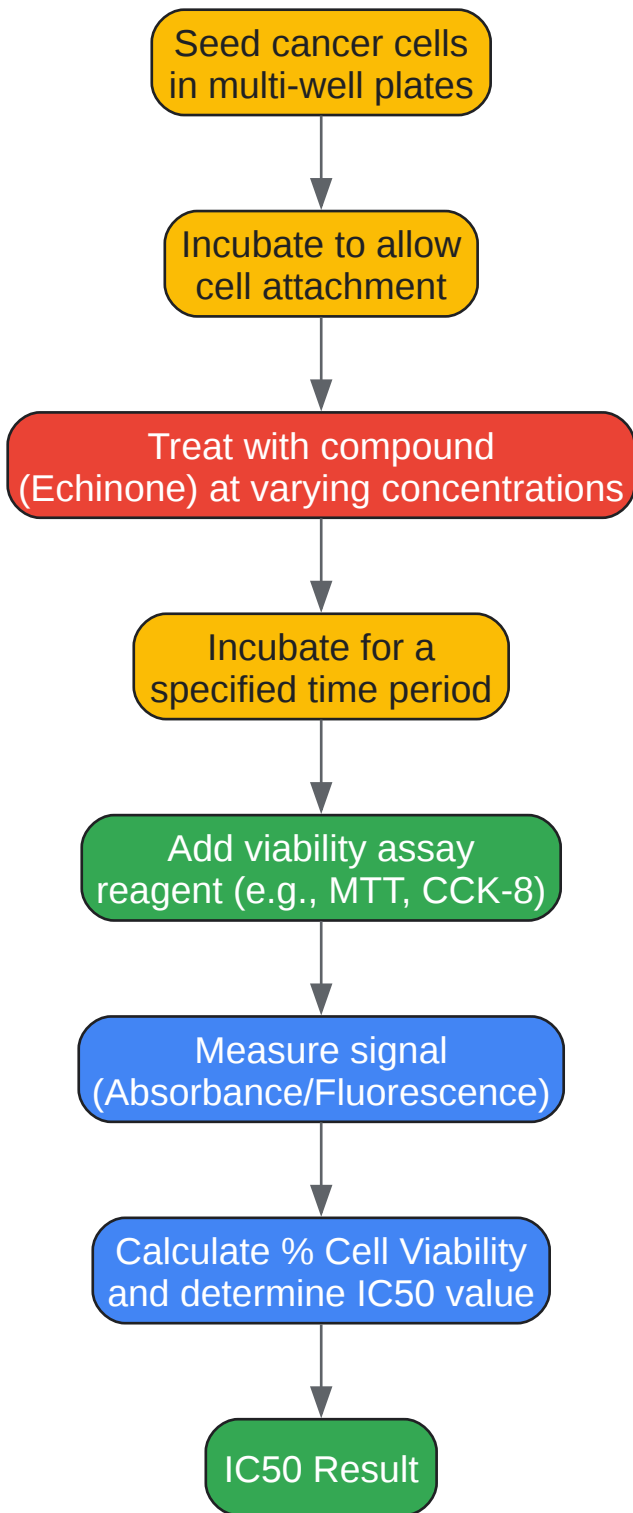 Seed cancer cells
in multi-well plates
Incubate to allow
cell attachment
Treat with compound
(Echinone) at varying concentrations
Incubate for a
specified time period
Add viability assay
reagent (e.g., MTT, CCK-8)
Measure signal
(Absorbance/Fluorescence)
Calculate % Cell Viability
and determine IC50 value
IC50 Result